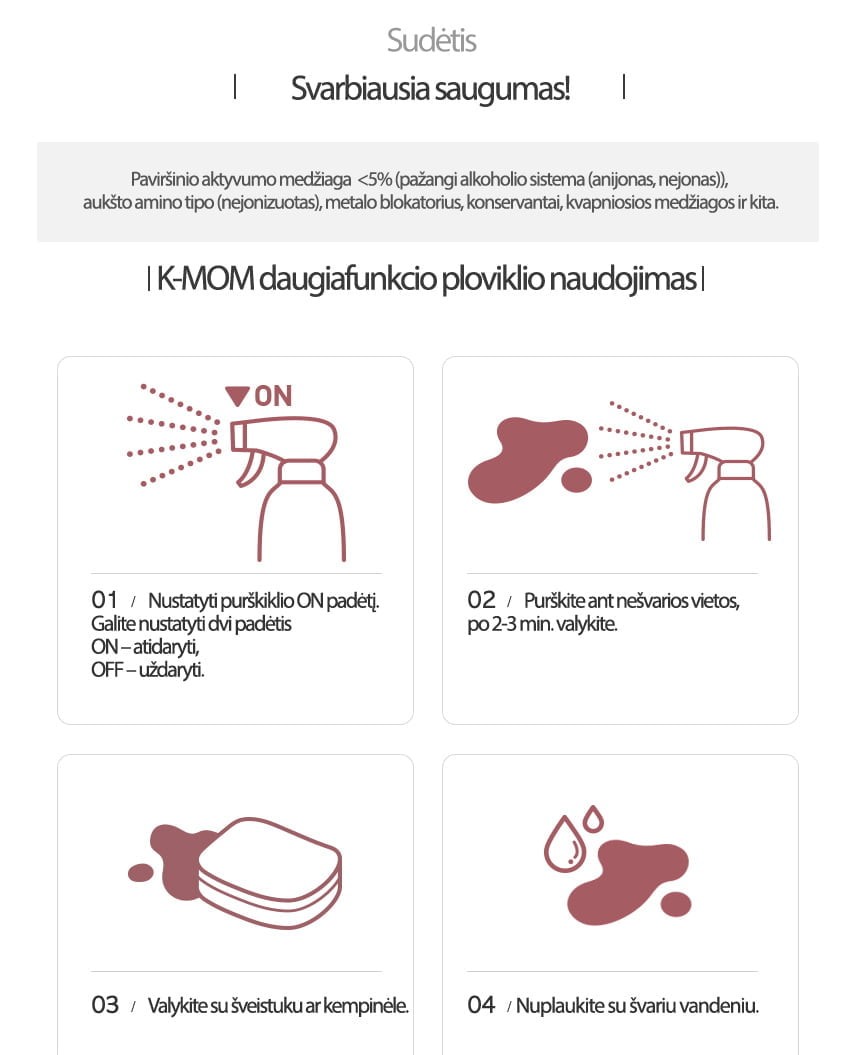 Sudėtis
Svarbiausia saugumas!
Paviršinio aktyvumo medžiaga <5% (pažangi alkoholio sistema (anijonas, nejonas)),
aukšto amino tipo (nejonizuotas), metalo blokatorius, konservantai, kvapniosios medžiagos ir kita.
| K-MOM daugiafunkcio ploviklio naudojimas |
▼ON
01 / Nustatyti purškiklio ON padėtį.
Galite nustatyti dvi padėtis
ON – atidaryti,
OFF – uždaryti.
02 / Purškite ant nešvarios vietos,
po 2-3 min. valykite.
03 / Valykite su šveistuku ar kempinėle.
04 / Nuplaukite su švariu vandeniu.